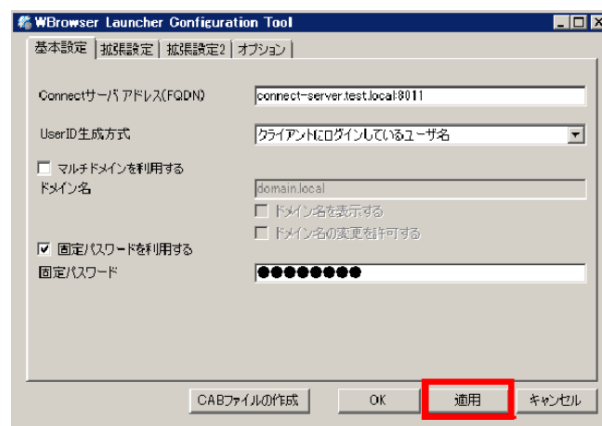 WBrowser Launcher Configuration Tool
基本設定 拡張設定 拡張設定2 オプション
Connectサーバ アドレス(FQDN) connect-server.test.local:8011
UserID生成方式 クライアントにログインしているユーザ名
マルチドメインを利用する
ドメイン名 domain.local
ドメイン名を表示する
ドメイン名の変更を許可する
固定パスワードを利用する
固定パスワード ●●●●●●●●
CABファイルの作成 OK 適用 キャンセル